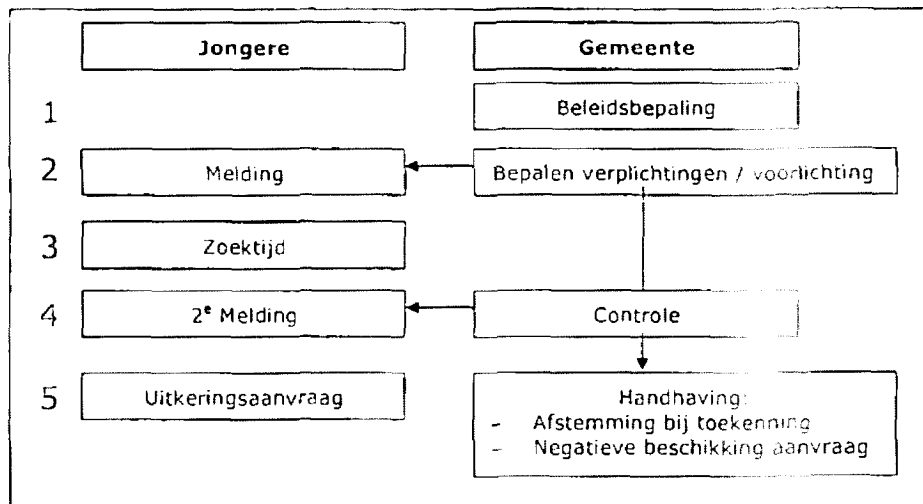 Jongere Gemeente
1 Beleidsbepaling
2 Melding Bepalen verplichtingen / voorlichting
3 Zoektijd
4 2e Melding Controle
5 Uitkeringsaanvraag Handhaving:
- Afstemming bij toekenning
- Negatieve beschikking aanvraag